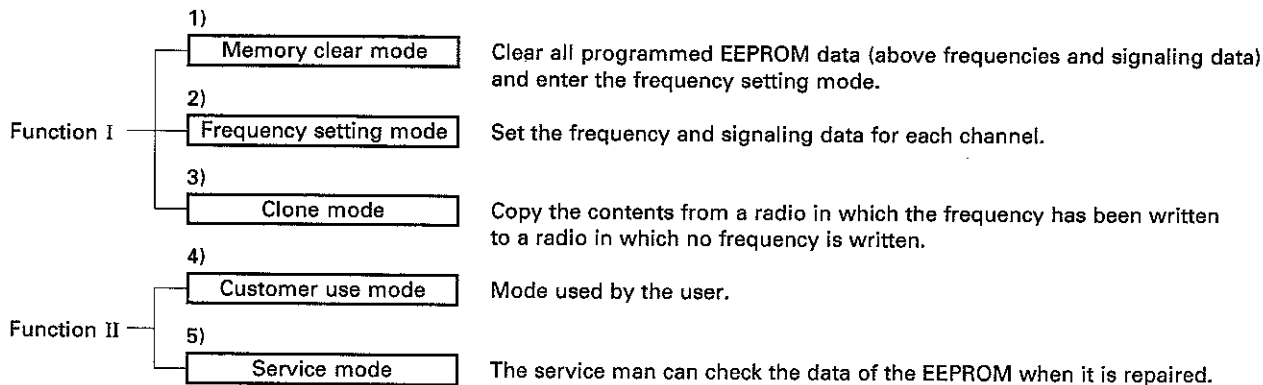 1)
Memory clear mode
Clear all programmed EEPROM data (above frequencies and signaling data)
and enter the frequency setting mode.
2)
Function I
Frequency setting mode
Set the frequency and signaling data for each channel.
3)
Clone mode
Copy the contents from a radio in which the frequency has been written
to a radio in which no frequency is written.
4)
Customer use mode
Mode used by the user.
Function II
5)
Service mode
The service man can check the data of the EEPROM when it is repaired.